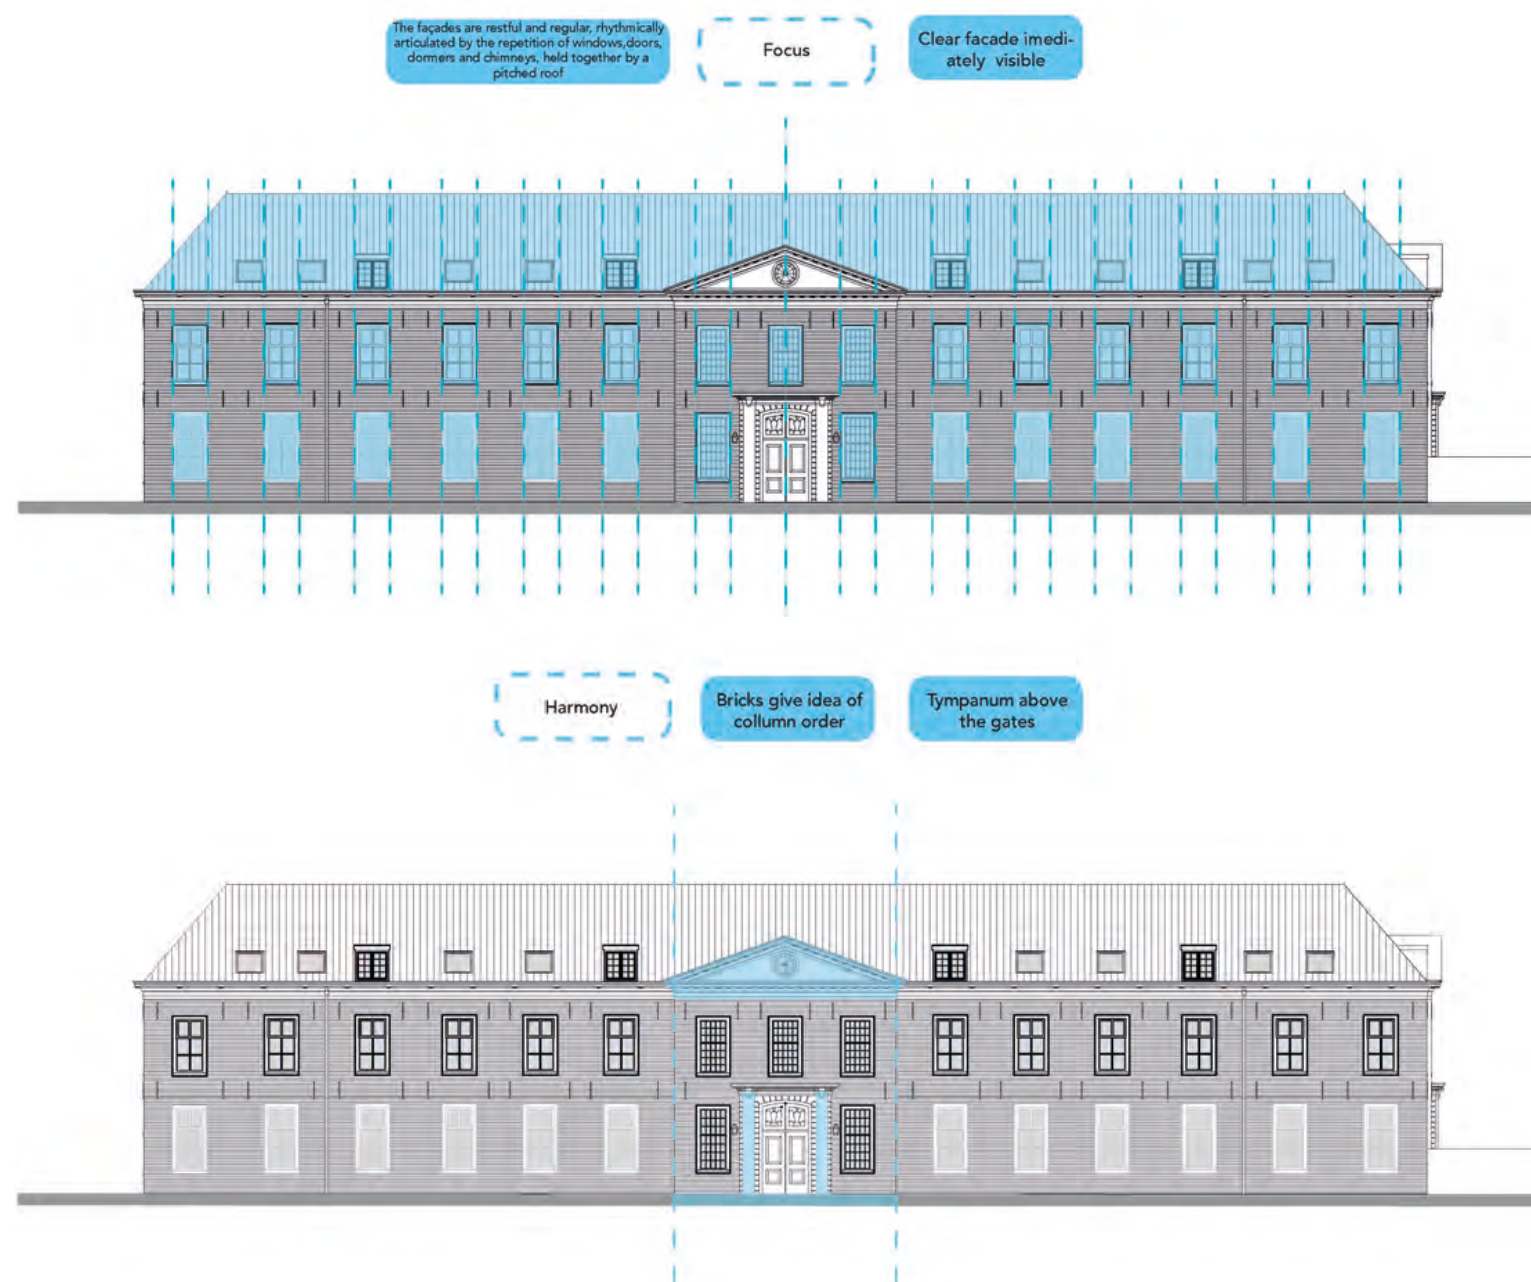 The façades are restful and regular, rhythmically
articulated by the repetition of windows,doors,
dormers and chimneys, held together by a
pitched roof
Focus
Clear facade imedi-
ately visible
Harmony
Bricks give idea of
collumn order
Tympanum above
the gates